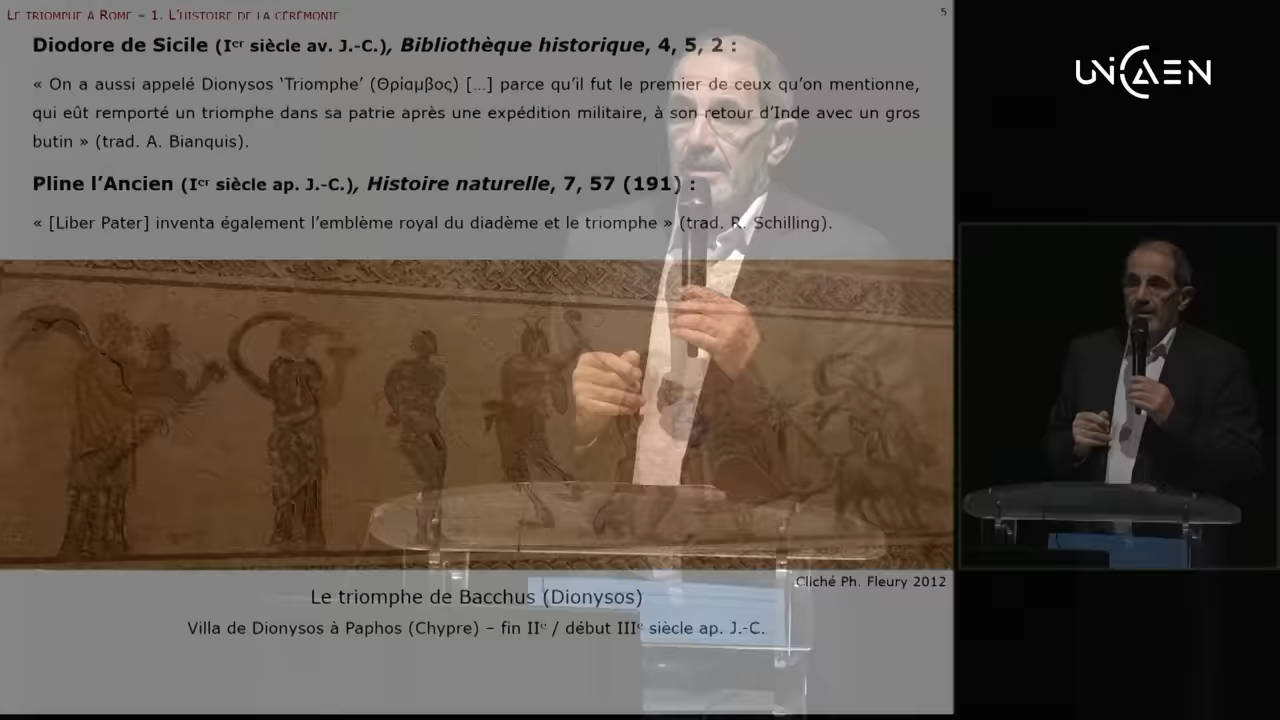 LE TRIOMPHE À ROME – 1. L'HISTOIRE DE LA CÉRÉMONIE
5
Diodore de Sicile (Iᵉʳ siècle av. J.-C.), Bibliothèque historique, 4, 5, 2 :
« On a aussi appelé Dionysos ‘Triomphe’ (Θρίαμβος) […] parce qu’il fut le premier de ceux qu’on mentionne,
qui eût remporté un triomphe dans sa patrie après une expédition militaire, à son retour d’Inde avec un gros
butin » (trad. A. Bianquis).
Pline l’Ancien (Iᵉʳ siècle ap. J.-C.), Histoire naturelle, 7, 57 (191) :
« [Liber Pater] inventa également l’emblème royal du diadème et le triomphe » (trad. R. Schilling).
Cliché Ph. Fleury 2012
Le triomphe de Bacchus (Dionysos)
Villa de Dionysos à Paphos (Chypre) – fin IIᵉ / début IIIᵉ siècle ap. J.-C.
UNICAEN